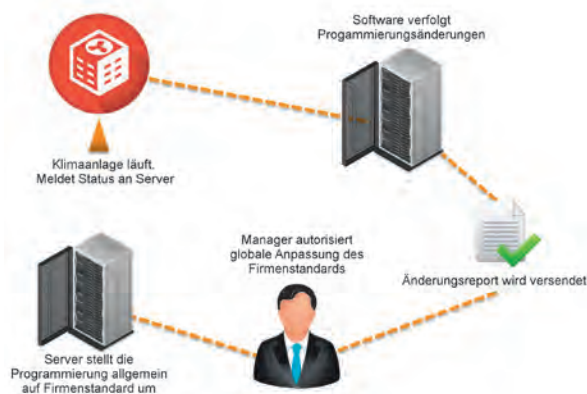 Software verfolgt
Progammierungsänderungen
Klimaanlage läuft.
Meldet Status an Server
Manager autorisiert
globale Anpassung des
Firmenstandards
Änderungsreport wird versendet
Server stellt die
Programmierung allgemein
auf Firmenstandard um